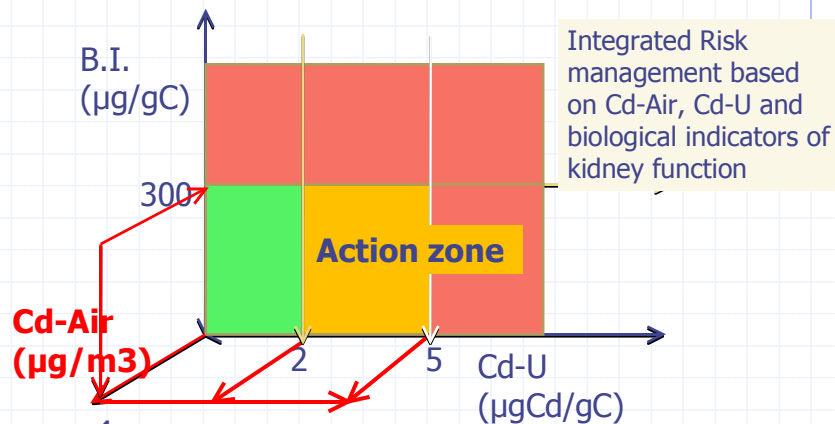 B.I.
(µg/gC)
Integrated Risk
management based
on Cd-Air, Cd-U and
biological indicators of
kidney function
300
Action zone
Cd-Air
(µg/m3)
2
5
Cd-U
(µgCd/gC)